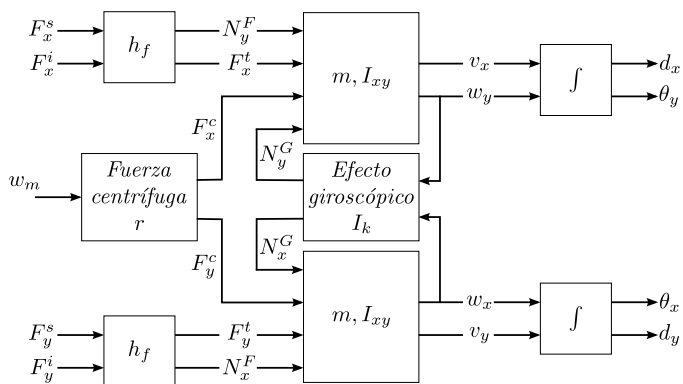 F_x^s
F_x^i
h_f
N_y^F
F_x^t
m, I_{xy}
v_x
w_y
∫
d_x
θ_y
F_x^c
N_y^G
w_m
Fuerza
centrífuga
r
Efecto
giroscópico
I_k
F_y^c
N_x^G
F_y^s
F_y^i
h_f
F_y^t
N_x^F
m, I_{xy}
w_x
v_y
∫
θ_x
d_y